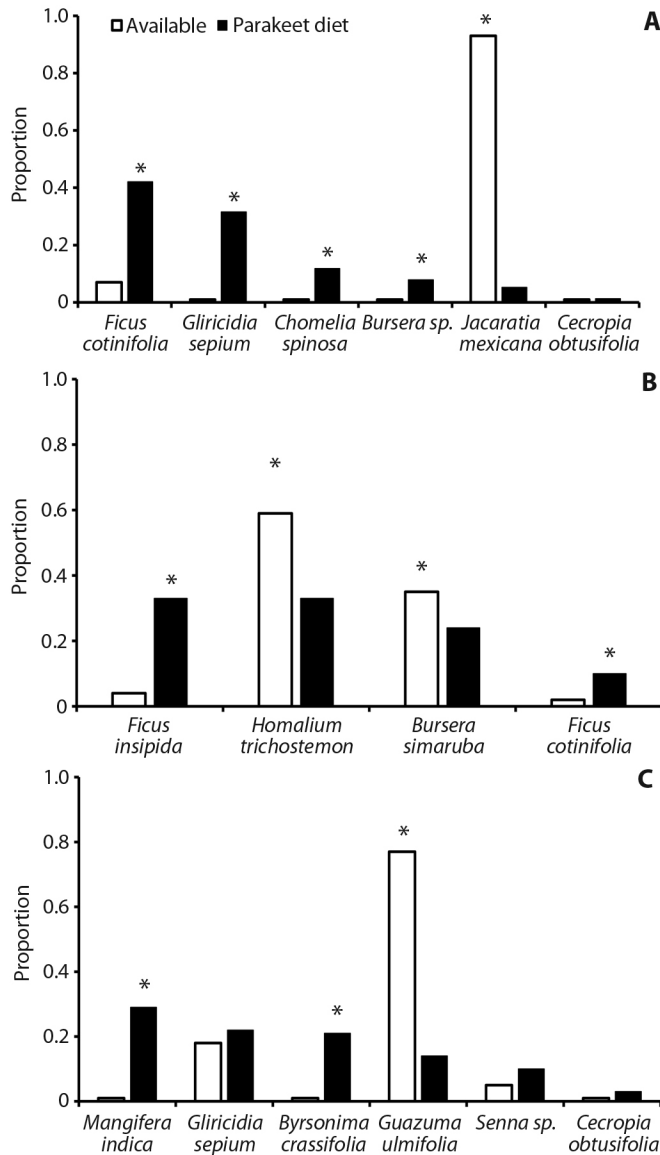 Available Parakeet diet A
1.0
0.8
0.6
0.4
0.2
0
Proportion
* * * * *
Ficus cotinifolia
Gliricidia sepium
Chomelia spinosa
Bursera sp.
Jacaratia mexicana
Cecropia obtusifolia
B
1.0
0.8
0.6
0.4
0.2
0
Proportion
* * * *
Ficus insipida
Homalium trichostemon
Bursera simaruba
Ficus cotinifolia
C
1.0
0.8
0.6
0.4
0.2
0
Proportion
* * *
Mangifera indica
Gliricidia sepium
Byrsonima crassifolia
Guazuma ulmifolia
Senna sp.
Cecropia obtusifolia